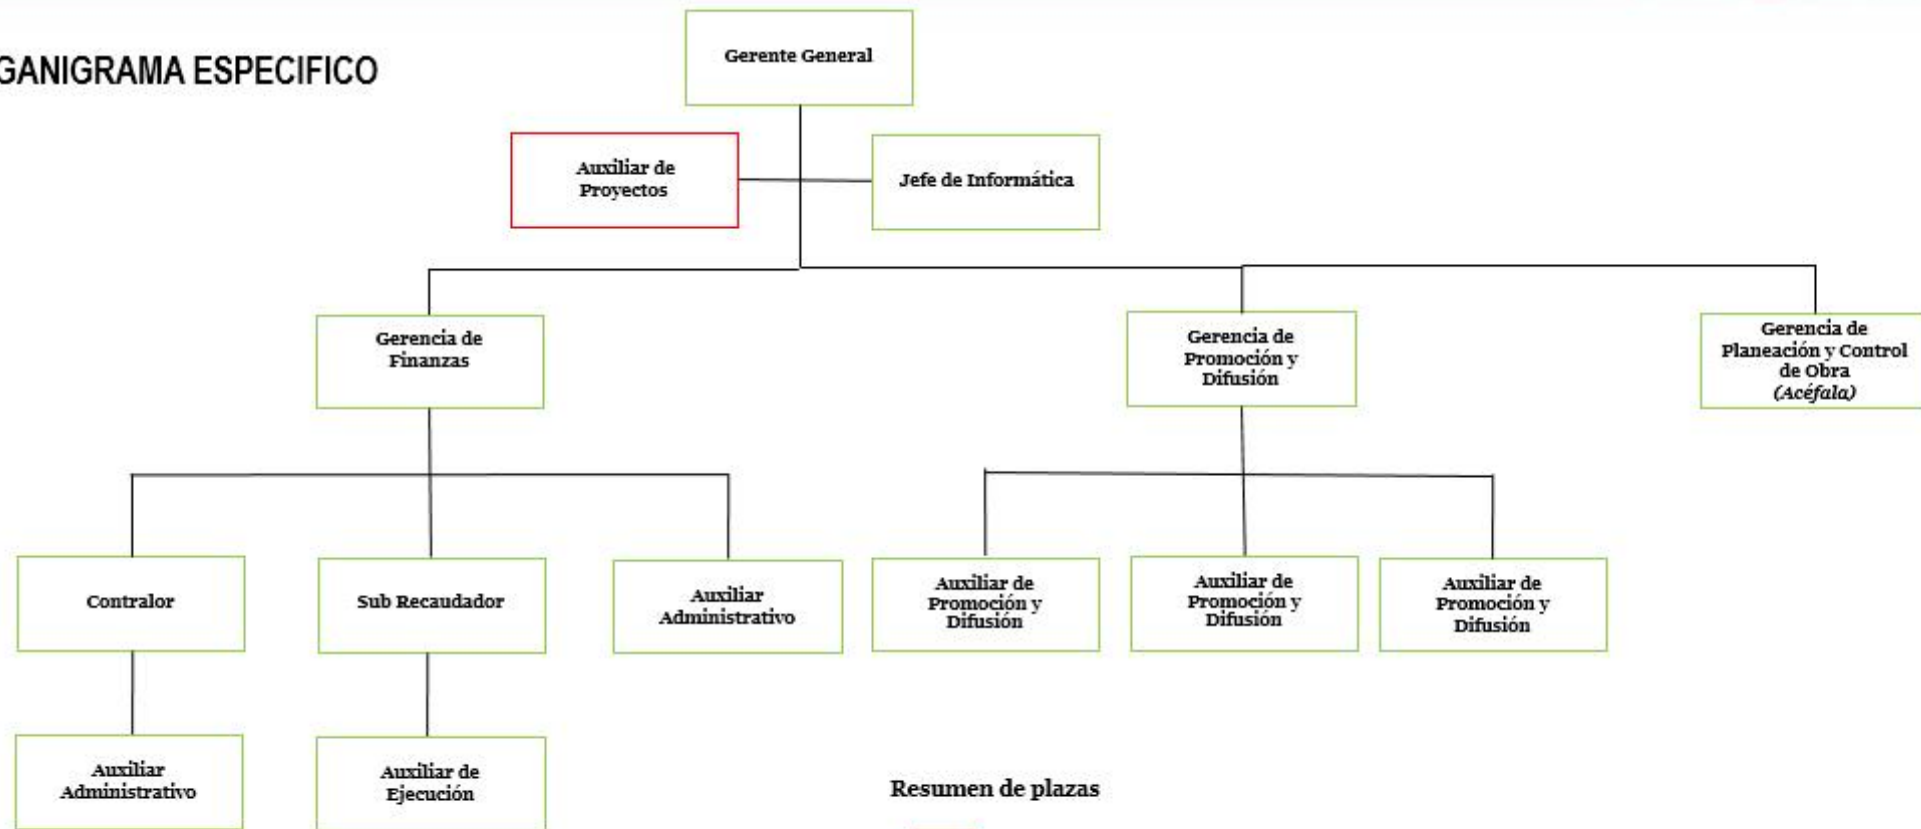 GANIGRAMA ESPECIFICO
Gerente General
Auxiliar de
Proyectos
Jefe de Informática
Gerencia de
Finanzas
Gerencia de
Promoción y
Difusión
Gerencia de
Planeación y Control
de Obra
(Acéfala)
Contralor
Sub Recaudador
Auxiliar
Administrativo
Auxiliar de
Promoción y
Difusión
Auxiliar de
Promoción y
Difusión
Auxiliar de
Promoción y
Difusión
Auxiliar
Administrativo
Auxiliar de
Ejecución
Resumen de plazas